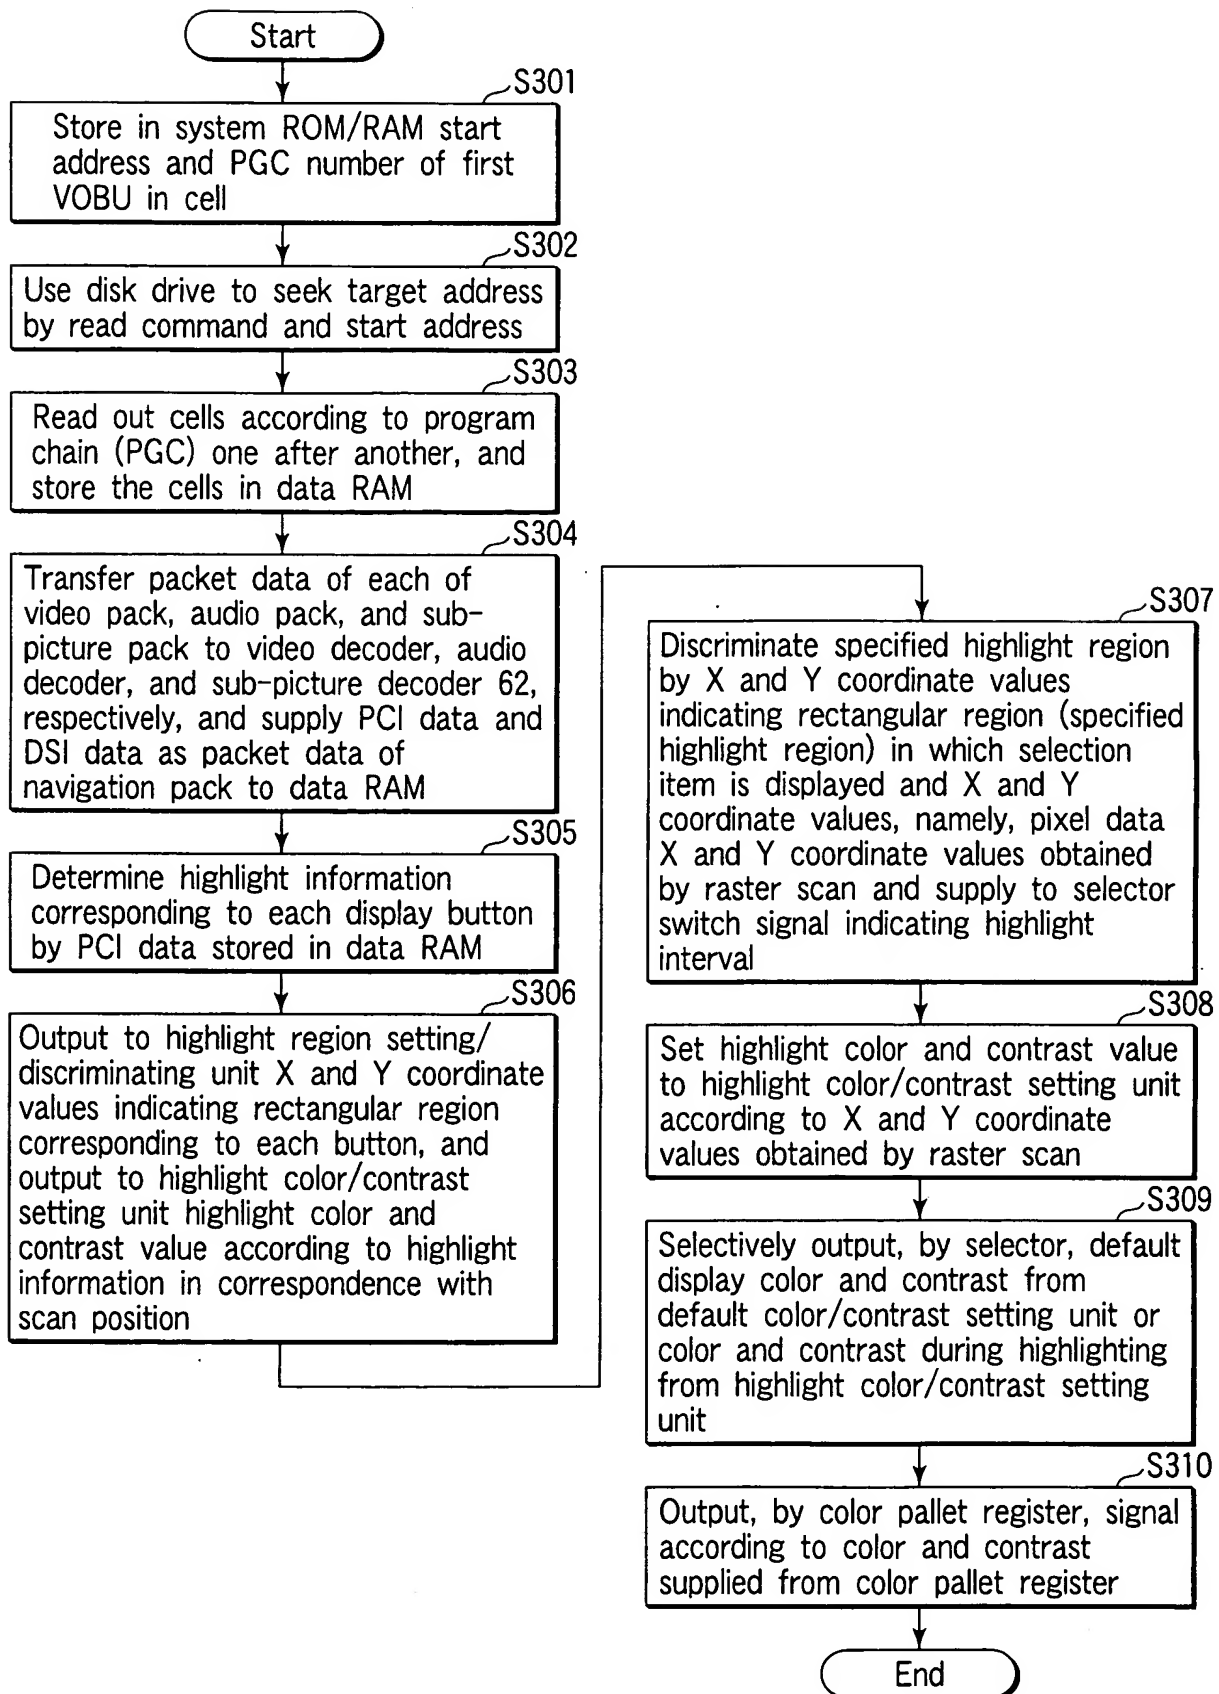 Start
S301
Store in system ROM/RAM start
address and PGC number of first
VOBU in cell
S302
Use disk drive to seek target address
by read command and start address
S303
Read out cells according to program
chain (PGC) one after another, and
store the cells in data RAM
S304
Transfer packet data of each of
video pack, audio pack, and sub-
picture pack to video decoder, audio
decoder, and sub-picture decoder 62,
respectively, and supply PCI data and
DSI data as packet data of
navigation pack to data RAM
S305
Determine highlight information
corresponding to each display button
by PCI data stored in data RAM
S306
Output to highlight region setting/
discriminating unit X and Y coordinate
values indicating rectangular region
corresponding to each button, and
output to highlight color/contrast
setting unit highlight color and
contrast value according to highlight
information in correspondence with
scan position
S307
Discriminate specified highlight region
by X and Y coordinate values
indicating rectangular region (specified
highlight region) in which selection
item is displayed and X and Y
coordinate values, namely, pixel data
X and Y coordinate values obtained
by raster scan and supply to selector
switch signal indicating highlight
interval
S308
Set highlight color and contrast value
to highlight color/contrast setting unit
according to X and Y coordinate
values obtained by raster scan
S309
Selectively output, by selector, default
display color and contrast from
default color/contrast setting unit or
color and contrast during highlighting
from highlight color/contrast setting
unit
S310
Output, by color pallet register, signal
according to color and contrast
supplied from color pallet register
End